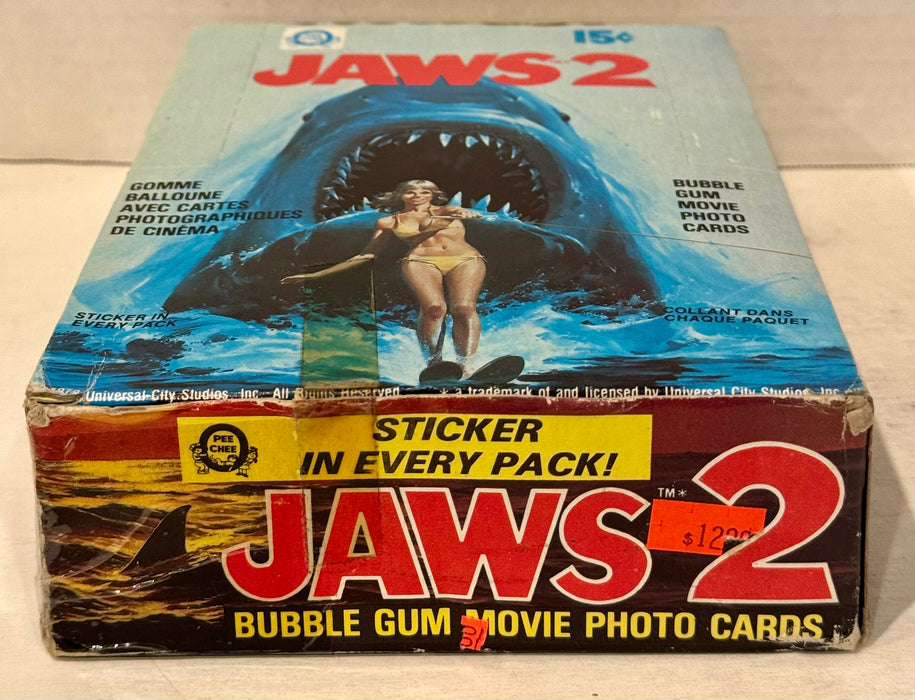 15¢
JAWS 2
GOMME
BALLOUNE
AVEC CARTES
PHOTOGRAPHIQUES
DE CINÉMA
BUBBLE
GUM
MOVIE
PHOTO
CARDS
STICKER IN
EVERY PACK
COLLANT DANS
CHAQUE PAQUET
Universal City Studios, Inc. All Rights Reserved
a trademark of and licensed by Universal City Studios, Inc.
PEE
CHEE
STICKER
IN EVERY PACK!
JAWS 2
TM*
BUBBLE GUM MOVIE PHOTO CARDS